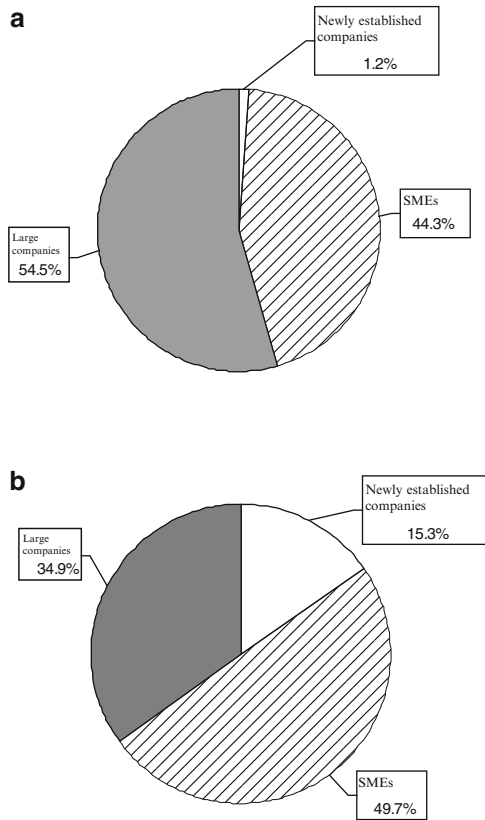 a
Newly established
companies
1.2%
SMEs
44.3%
Large
companies
54.5%
b
Newly established
companies
15.3%
Large
companies
34.9%
SMEs
49.7%